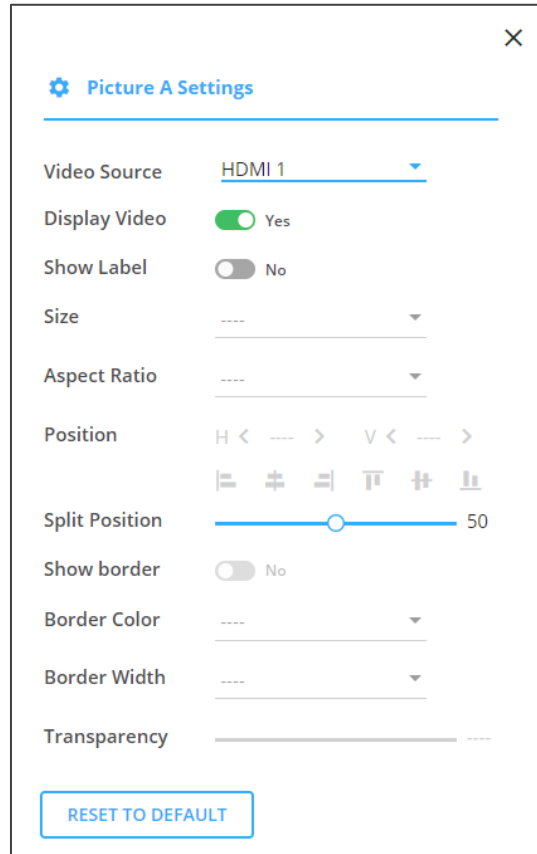 Picture A Settings
Video Source HDMI 1
Display Video Yes
Show Label No
Size ----
Aspect Ratio ----
Position H < ---- > V < ---- >
Split Position 50
Show border No
Border Color ----
Border Width ----
Transparency ----
RESET TO DEFAULT